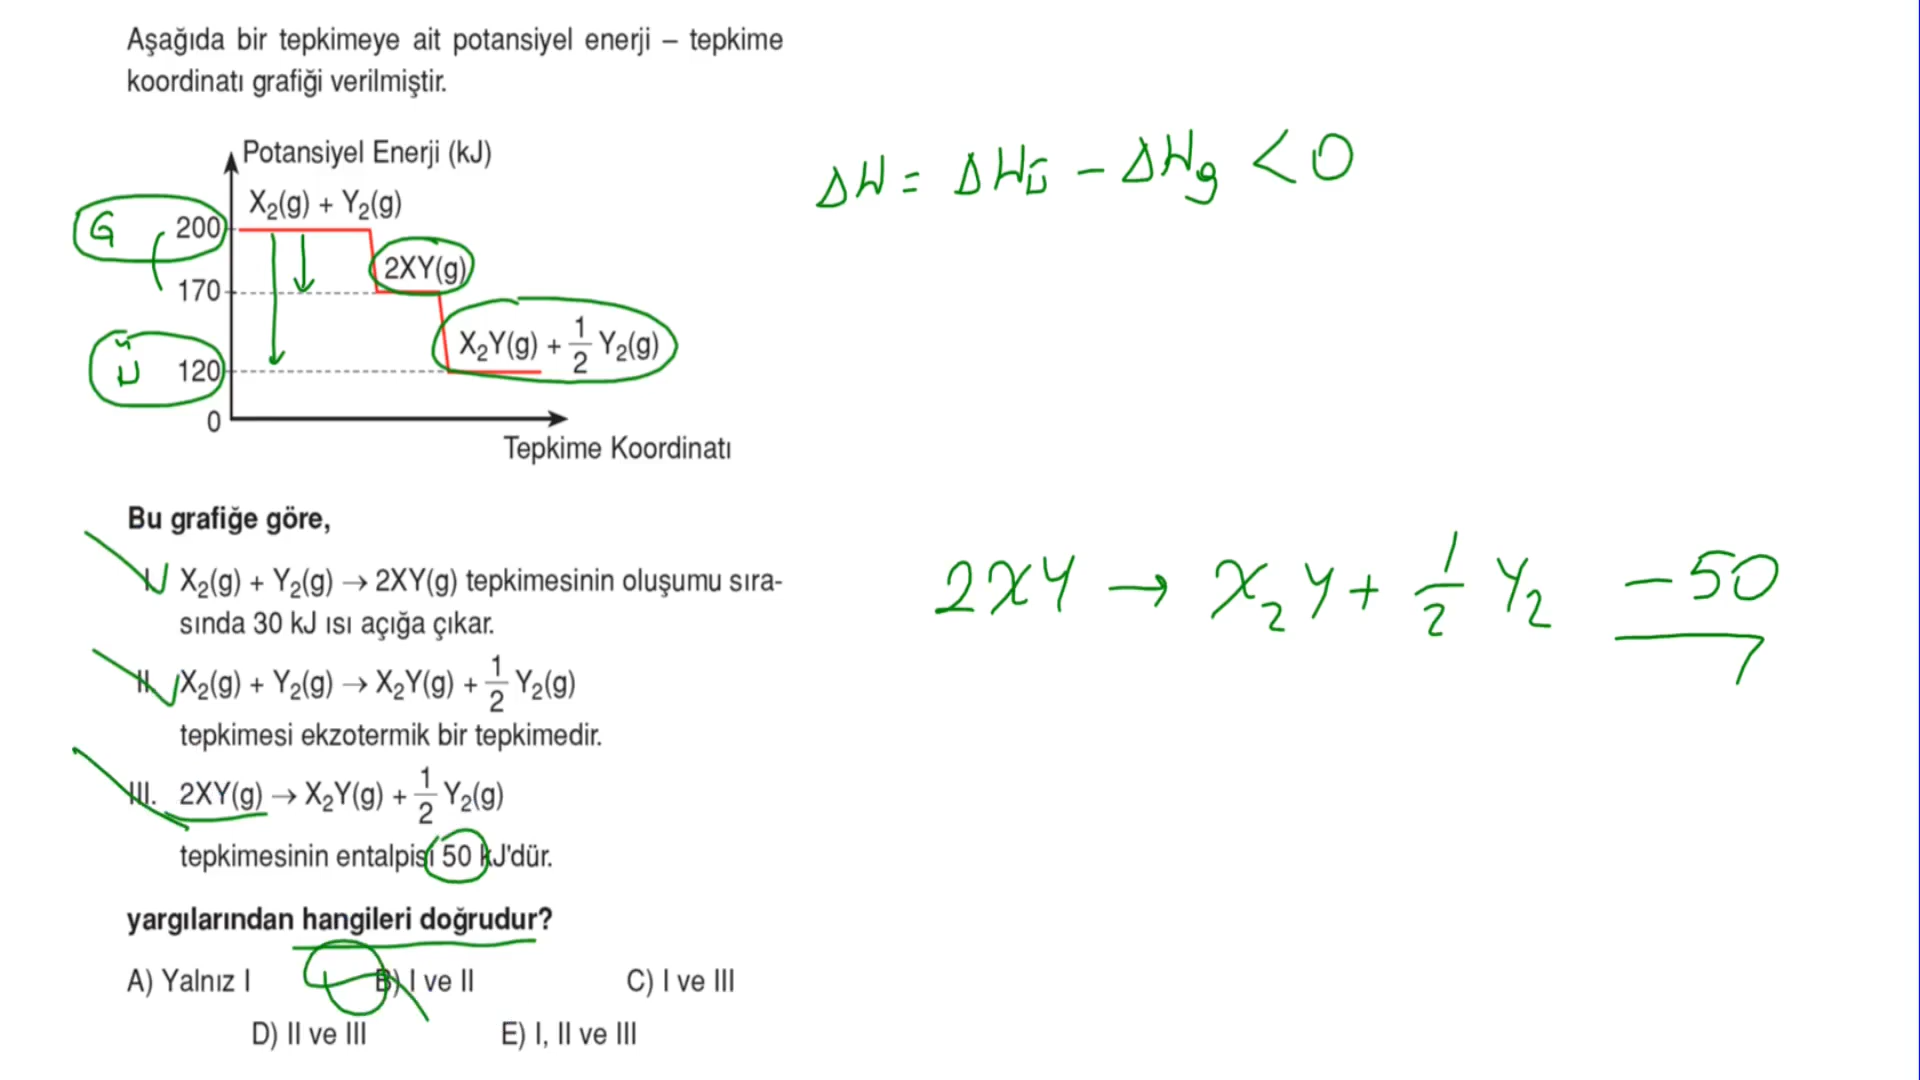 Aşağıda bir tepkimeye ait potansiyel enerji – tepkime
koordinatı grafiği verilmiştir.
Potansiyel Enerji (kJ)
X₂(g) + Y₂(g)
G 200
2XY(g)
170
X₂Y(g) + 1/2 Y₂(g)
Ü 120
0
Tepkime Koordinatı
ΔH = ΔHü - ΔHg < 0
Bu grafiğe göre,
I. X₂(g) + Y₂(g) → 2XY(g) tepkimesinin oluşumu sıra-
sında 30 kJ ısı açığa çıkar.
2XY → X₂Y + 1/2 Y₂ -50
II. X₂(g) + Y₂(g) → X₂Y(g) + 1/2 Y₂(g)
tepkimesi ekzotermik bir tepkimedir.
III. 2XY(g) → X₂Y(g) + 1/2 Y₂(g)
tepkimesinin entalpisi 50 kJ'dür.
yargılarından hangileri doğrudur?
A) Yalnız I B) I ve II C) I ve III
D) II ve III E) I, II ve III